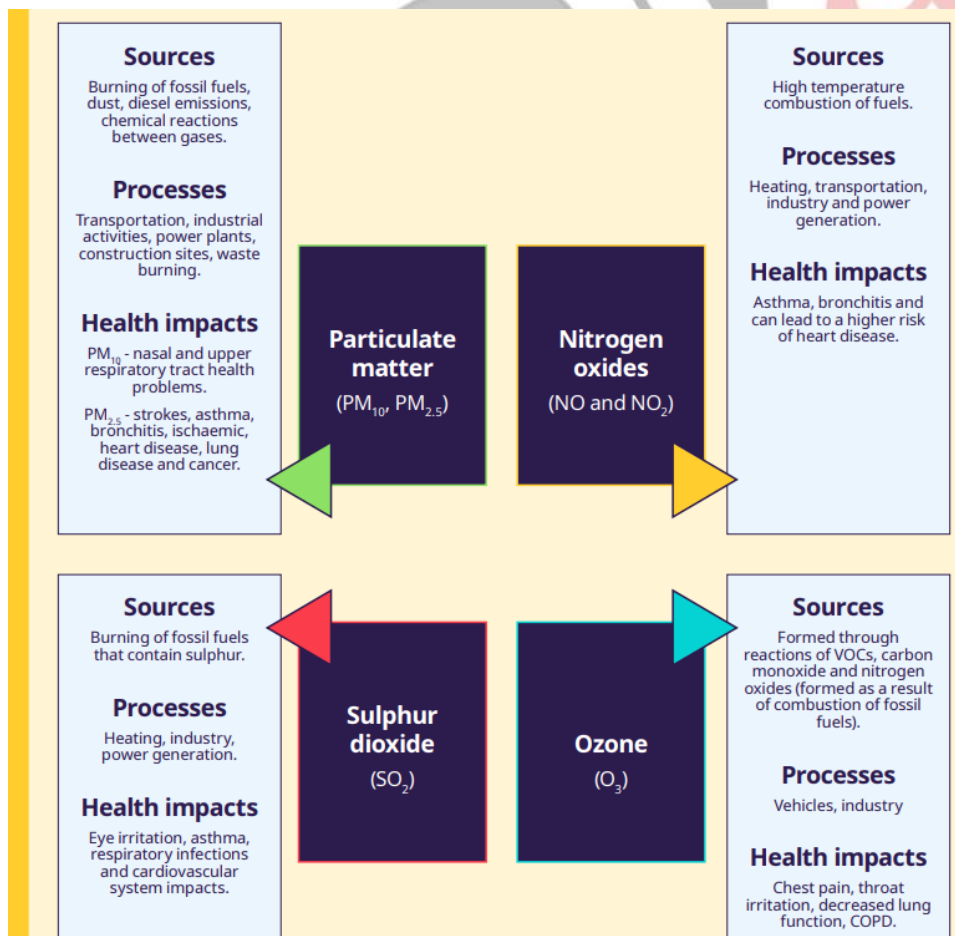 Sources
Burning of fossil fuels,
dust, diesel emissions,
chemical reactions
between gases.
Processes
Transportation, industrial
activities, power plants,
construction sites, waste
burning.
Health impacts
PM₁₀ - nasal and upper
respiratory tract health
problems.
PM₂.₅ - strokes, asthma,
bronchitis, ischaemic,
heart disease, lung
disease and cancer.
Particulate
matter
(PM₁₀, PM₂.₅)
Nitrogen
oxides
(NO and NO₂)
Sources
High temperature
combustion of fuels.
Processes
Heating, transportation,
industry and power
generation.
Health impacts
Asthma, bronchitis and
can lead to a higher risk
of heart disease.
Sources
Burning of fossil fuels
that contain sulphur.
Processes
Heating, industry,
power generation.
Health impacts
Eye irritation, asthma,
respiratory infections
and cardiovascular
system impacts.
Sulphur
dioxide
(SO₂)
Ozone
(O₃)
Sources
Formed through
reactions of VOCs, carbon
monoxide and nitrogen
oxides (formed as a result
of combustion of fossil
fuels).
Processes
Vehicles, industry
Health impacts
Chest pain, throat
irritation, decreased lung
function, COPD.